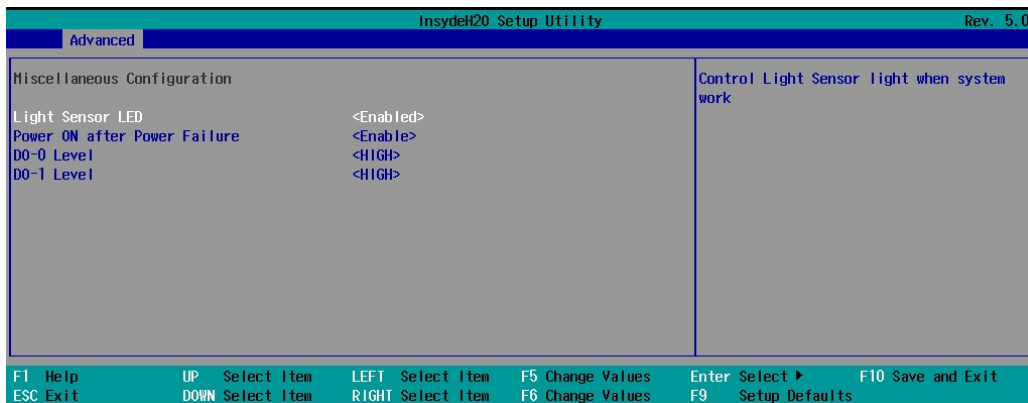 InsydeH20 Setup Utility Rev. 5.0
Advanced
Miscellaneous Configuration
Control Light Sensor light when system
work
Light Sensor LED <Enabled>
Power ON after Power Failure <Enable>
DO-0 Level <HIGH>
DO-1 Level <HIGH>
F1 Help UP Select Item LEFT Select Item F5 Change Values Enter Select ▶ F10 Save and Exit
ESC Exit DOWN Select Item RIGHT Select Item F6 Change Values F9 Setup Defaults